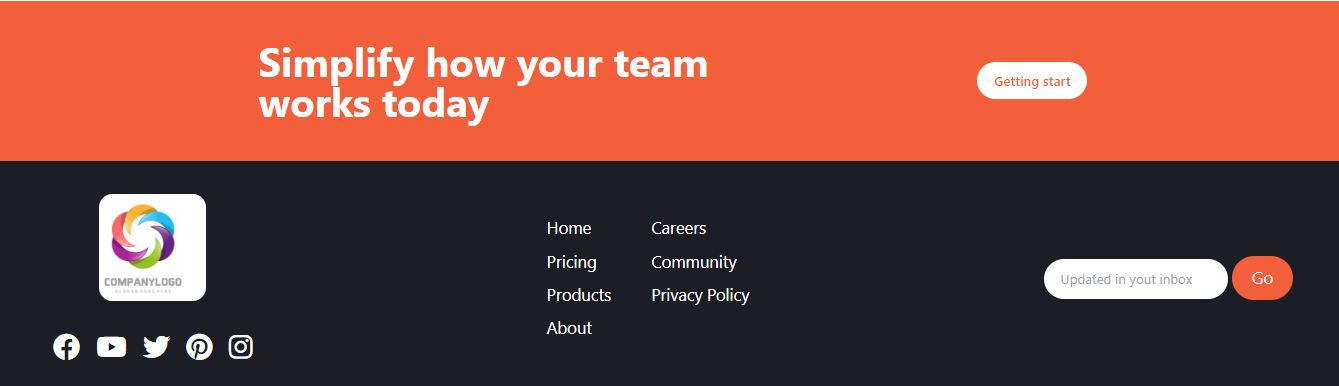 Simplify how your team
works today
Getting start
COMPANYLOGO
Home
Pricing
Products
About
Careers
Community
Privacy Policy
Updated in yout inbox
Go